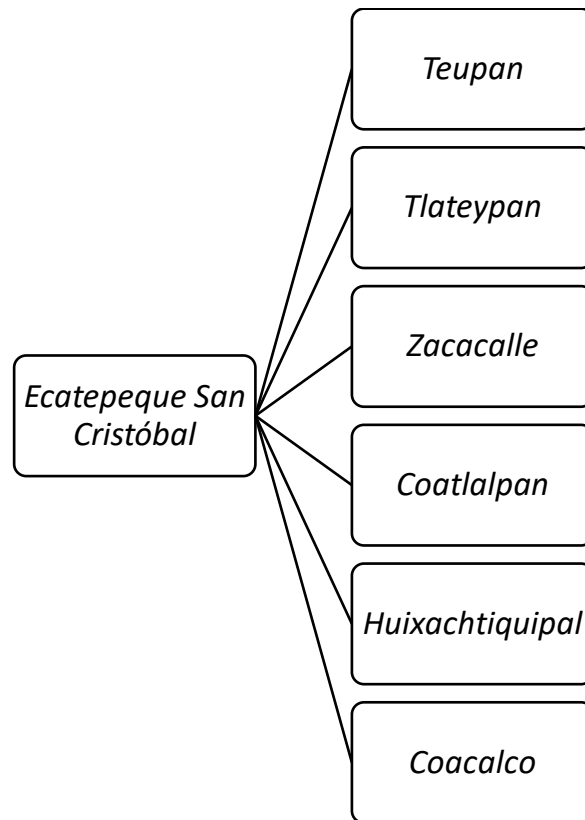 Teupan
Tlateypan
Zacacalle
Ecatepeque San
Cristóbal
Coatlalpan
Huixachtiquipal
Coacalco